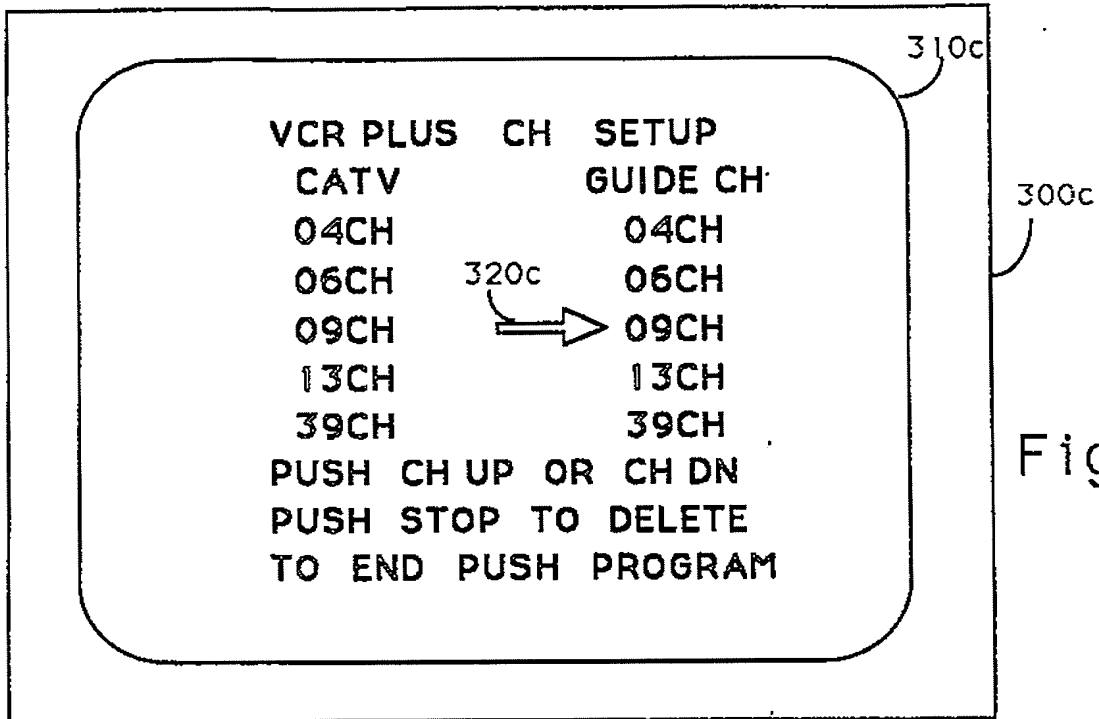 310c
VCR PLUS CH SETUP
CATV GUIDE CH
300c
04CH 04CH
06CH 320c 06CH
09CH 09CH
13CH 13CH
39CH 39CH
PUSH CH UP OR CH DN
PUSH STOP TO DELETE
TO END PUSH PROGRAM